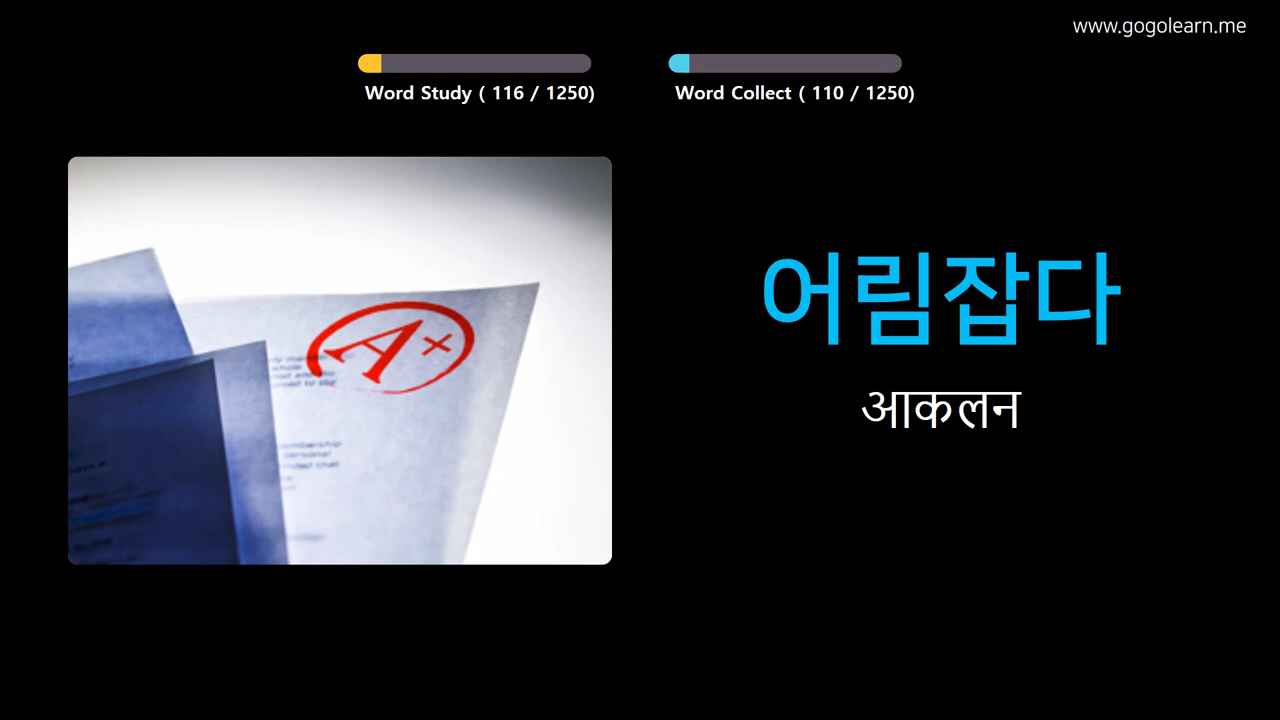 www.gogolearn.me
Word Study ( 116 / 1250)
Word Collect ( 110 / 1250)
A+
어림잡다
आकलन